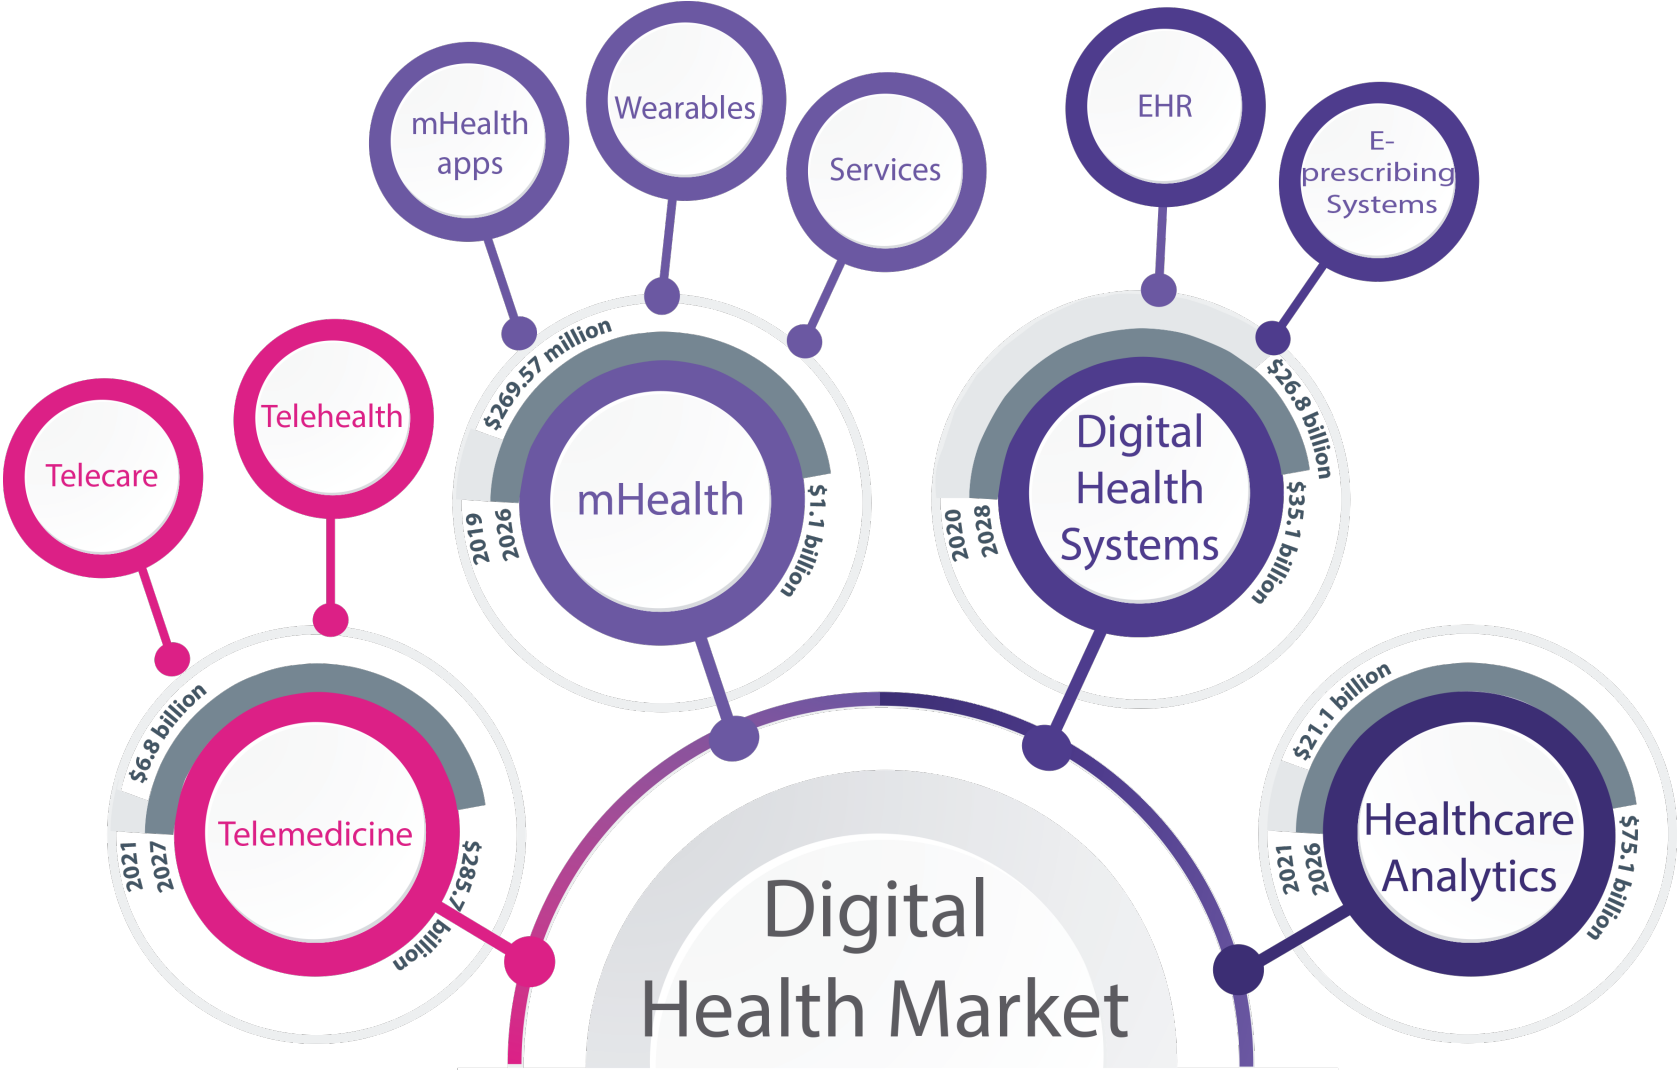 mHealth
apps
Wearables
Services
EHR
E-
prescribing
Systems
Telecare
Telehealth
$269.57 million
mHealth
2019
2026
$1.1 billion
$26.8 billion
Digital
Health
Systems
2020
2028
$35.1 billion
$6.8 billion
Telemedicine
2021
2027
$285.7 billion
$21.1 billion
Healthcare
Analytics
2021
2026
$75.1 billion
Digital
Health Market